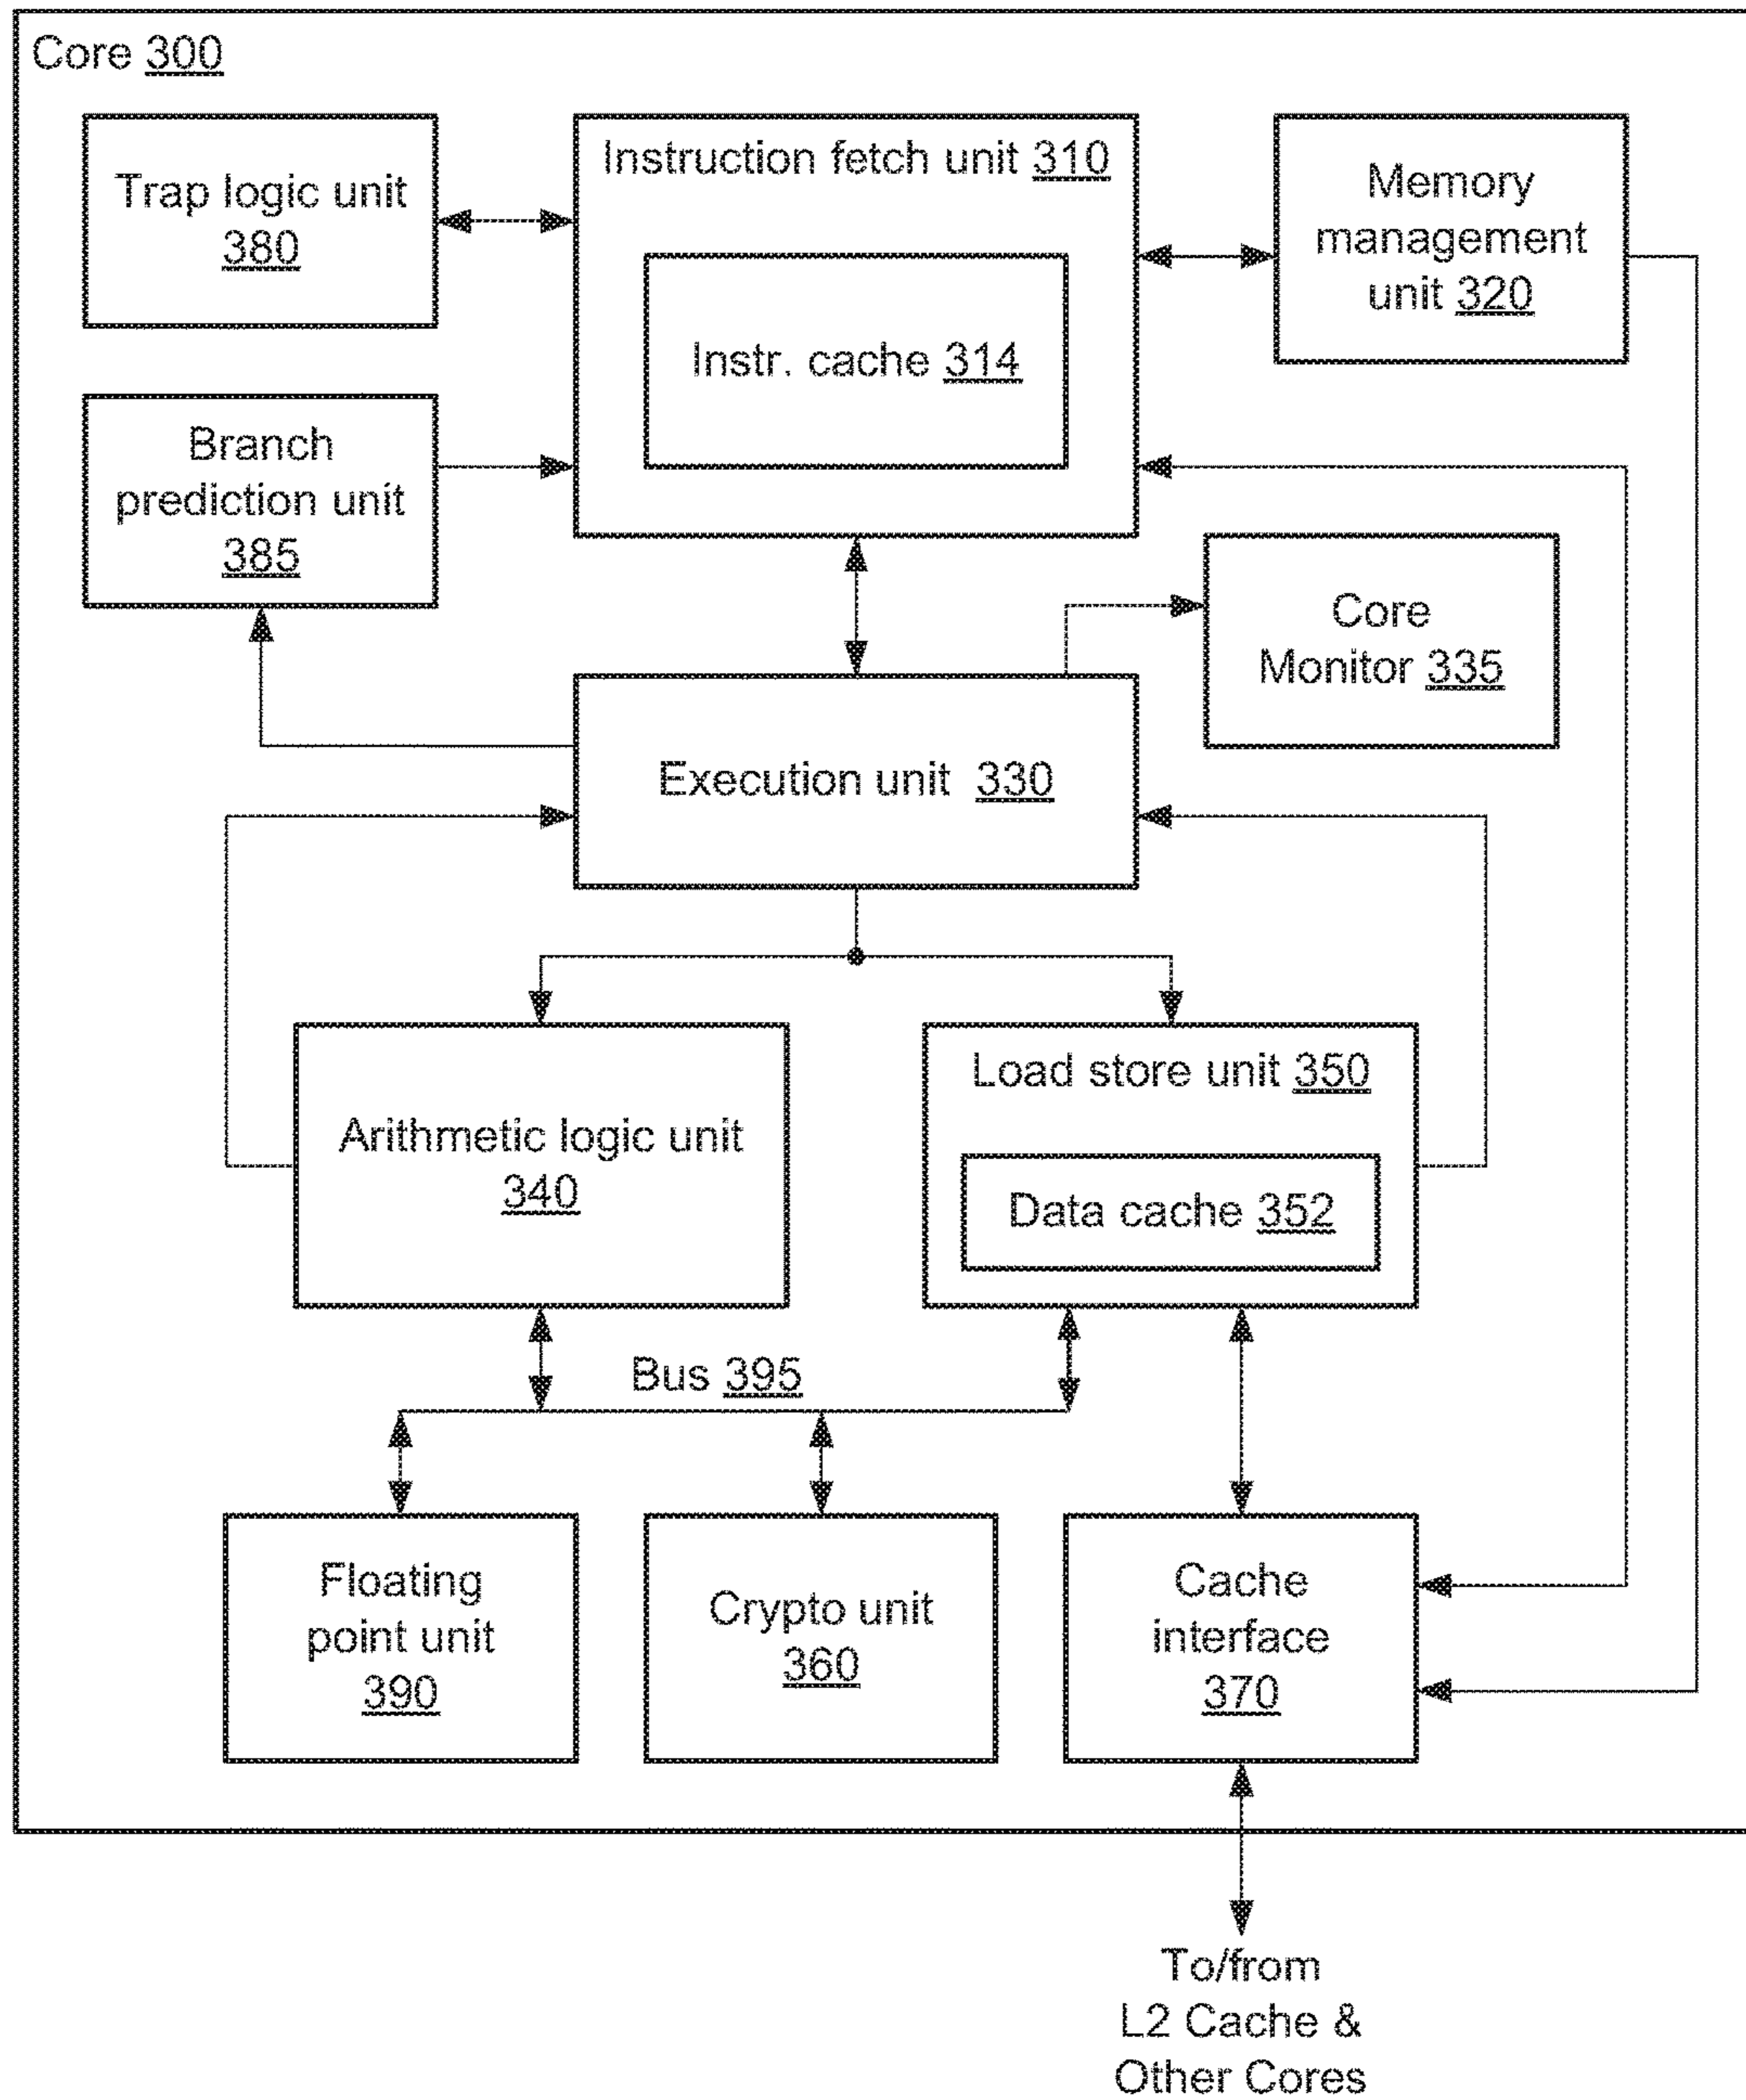 Core 300
Trap logic unit
380
Instruction fetch unit 310
Memory
management
unit 320
Instr. cache 314
Branch
prediction unit
385
Core
Monitor 335
Execution unit 330
Load store unit 350
Arithmetic logic unit
340
Data cache 352
Bus 395
Floating
point unit
390
Crypto unit
360
Cache
interface
370
To/from
L2 Cache &
Other Cores